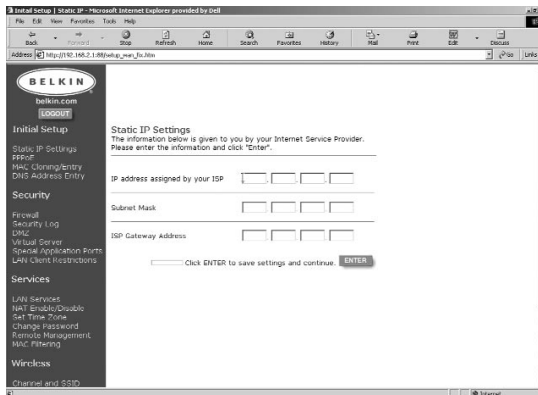 Initail Setup | Static IP - Microsoft Internet Explorer provided by Dell
File Edit View Favorites Tools Help
Back Forward Stop Refresh Home Search Favorites History Mail Print Edit Discuss
Address http://192.168.2.1:88/setup_wan_fix.htm Go Links
BELKIN
belkin.com
LOGOUT
Initial Setup
Static IP Settings
PPPoE
MAC Cloning/Entry
DNS Address Entry
Security
Firewall
Security Log
DMZ
Virtual Server
Special Application Ports
LAN Client Restrictions
Services
LAN Services
NAT Enable/Disable
Set Time Zone
Change Password
Remote Management
MAC Filtering
Wireless
Channel and SSID
Static IP Settings
The information below is given to you by your Internet Service Provider.
Please enter the information and click "Enter".
IP address assigned by your ISP
Subnet Mask
ISP Gateway Address
Click ENTER to save settings and continue. ENTER
Internet